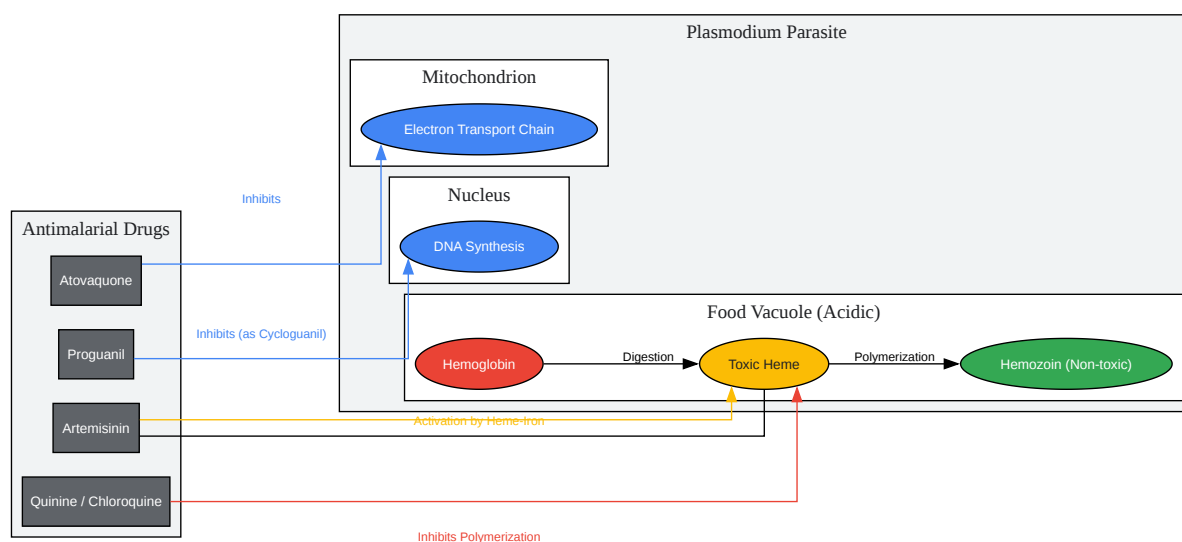 Plasmodium Parasite
Mitochondrion
Electron Transport Chain
Inhibits
Nucleus
DNA Synthesis
Antimalarial Drugs
Atovaquone
Proguanil
Artemisinin
Quinine / Chloroquine
Inhibits (as Cycloguanil)
Food Vacuole (Acidic)
Hemoglobin
Digestion
Toxic Heme
Polymerization
Hemozoin (Non-toxic)
Activation by Heme-Iron
Inhibits Polymerization